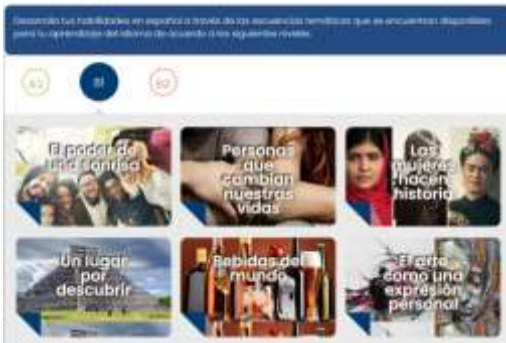 Desarrolla tus habilidades en español a través de las secuencias temáticas que se encuentran disponibles
para tu aprendizaje del idioma de acuerdo a los siguientes niveles.
A2 B1 B2
El poder de
una sonrisa
Personas
que
cambian
nuestras
vidas
Las
mujeres
hacen
historia
Un lugar
por
descubrir
Bebidas del
mundo
El arte
como una
expresión
personal